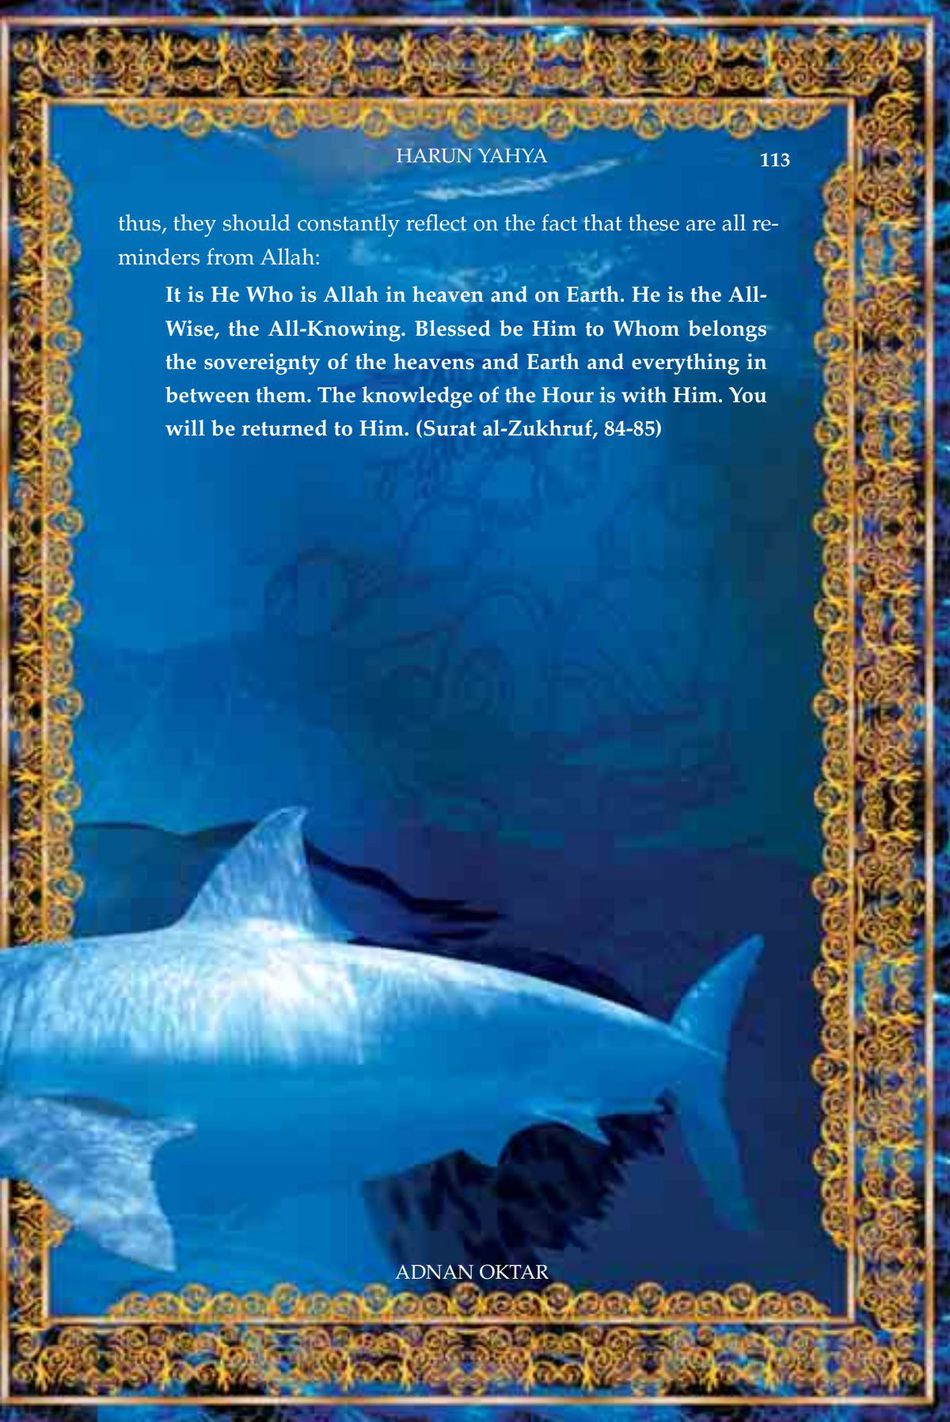 HARUN YAHYA
113
thus, they should constantly reflect on the fact that these are all re-
minders from Allah:
It is He Who is Allah in heaven and on Earth. He is the All-
Wise, the All-Knowing. Blessed be Him to Whom belongs
the sovereignty of the heavens and Earth and everything in
between them. The knowledge of the Hour is with Him. You
will be returned to Him. (Surat al-Zukhruf, 84-85)
ADNAN OKTAR